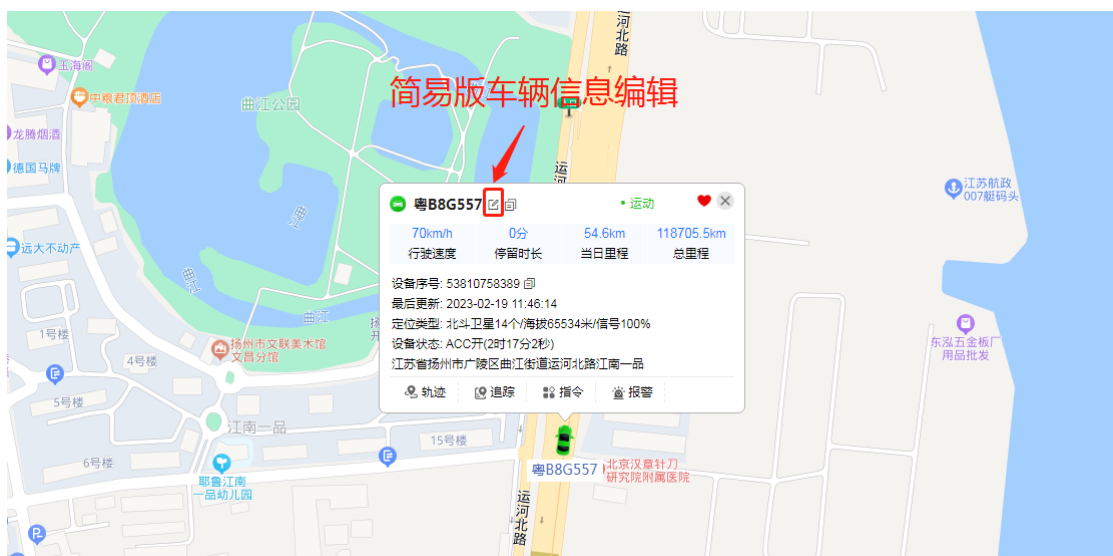 运河北路
玉海阁
简易版车辆信息编辑
中粮君顶酒店
曲江公园
龙腾烟酒
德国马牌
运河
江苏航政
007艇码头
粤B8G557
运动
70km/h
0分
54.6km
118705.5km
行驶速度
停留时长
当日里程
总里程
远大不动产
设备序号: 53810758389
最后更新: 2023-02-19 11:46:14
定位类型: 北斗卫星14个/海拔65534米/信号100%
设备状态: ACC开(2时17分2秒)
江苏省扬州市广陵区曲江街道运河北路江南一品
曲江
曲江
1号楼
4号楼
扬州市文联美术馆
文昌分馆
东泓五金板厂
用品批发
轨迹
追踪
指令
报警
5号楼
江南一品
15号楼
6号楼
P
耶鲁江南
一品幼儿园
粤B8G557
北京汉章针刀
研究院附属医院
运河北路
P